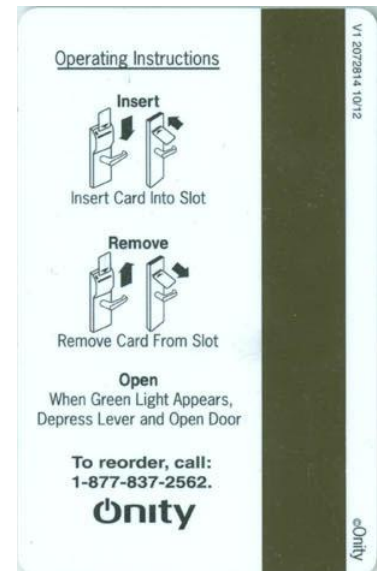 Operating Instructions
Insert
Insert Card Into Slot
Remove
Remove Card From Slot
Open
When Green Light Appears,
Depress Lever and Open Door
To reorder, call:
1-877-837-2562.
Onity
V1 2072814 10/12
©Onity